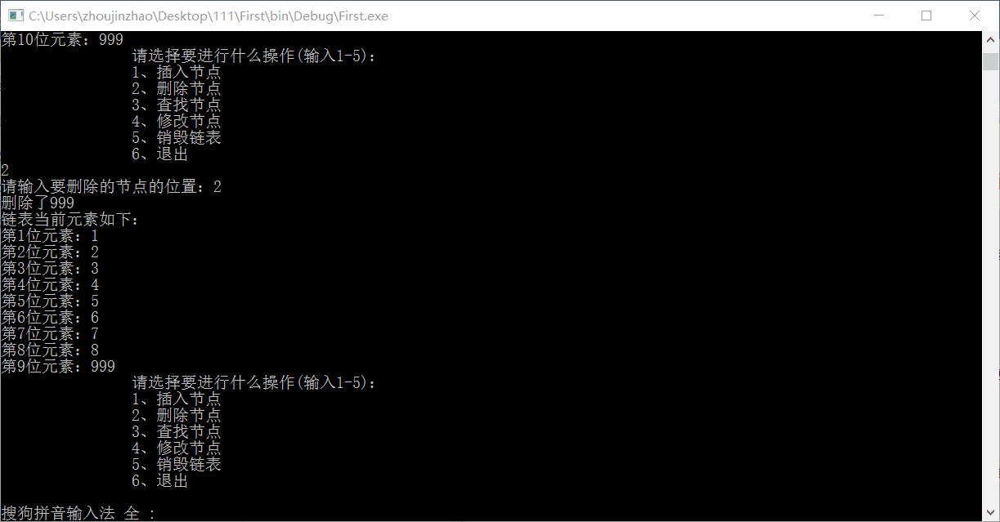 C:\Users\zhoujinzhao\Desktop\111\First\bin\Debug\First.exe
第10位元素：999
请选择要进行什么操作(输入1-5):
1、插入节点
2、删除节点
3、查找节点
4、修改节点
5、销毁链表
6、退出
2
请输入要删除的节点的位置：2
删除了999
链表当前元素如下：
第1位元素：1
第2位元素：2
第3位元素：3
第4位元素：4
第5位元素：5
第6位元素：6
第7位元素：7
第8位元素：8
第9位元素：999
请选择要进行什么操作(输入1-5):
1、插入节点
2、删除节点
3、查找节点
4、修改节点
5、销毁链表
6、退出
搜狗拼音输入法 全 :